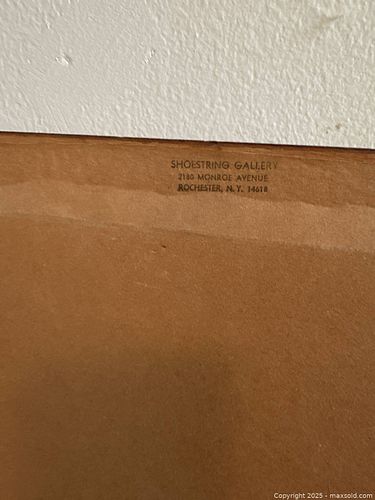 SHOESTRING GALLERY
2180 MONROE AVENUE
ROCHESTER, N. Y. 14618
Copyright 2025 - maxsold.com